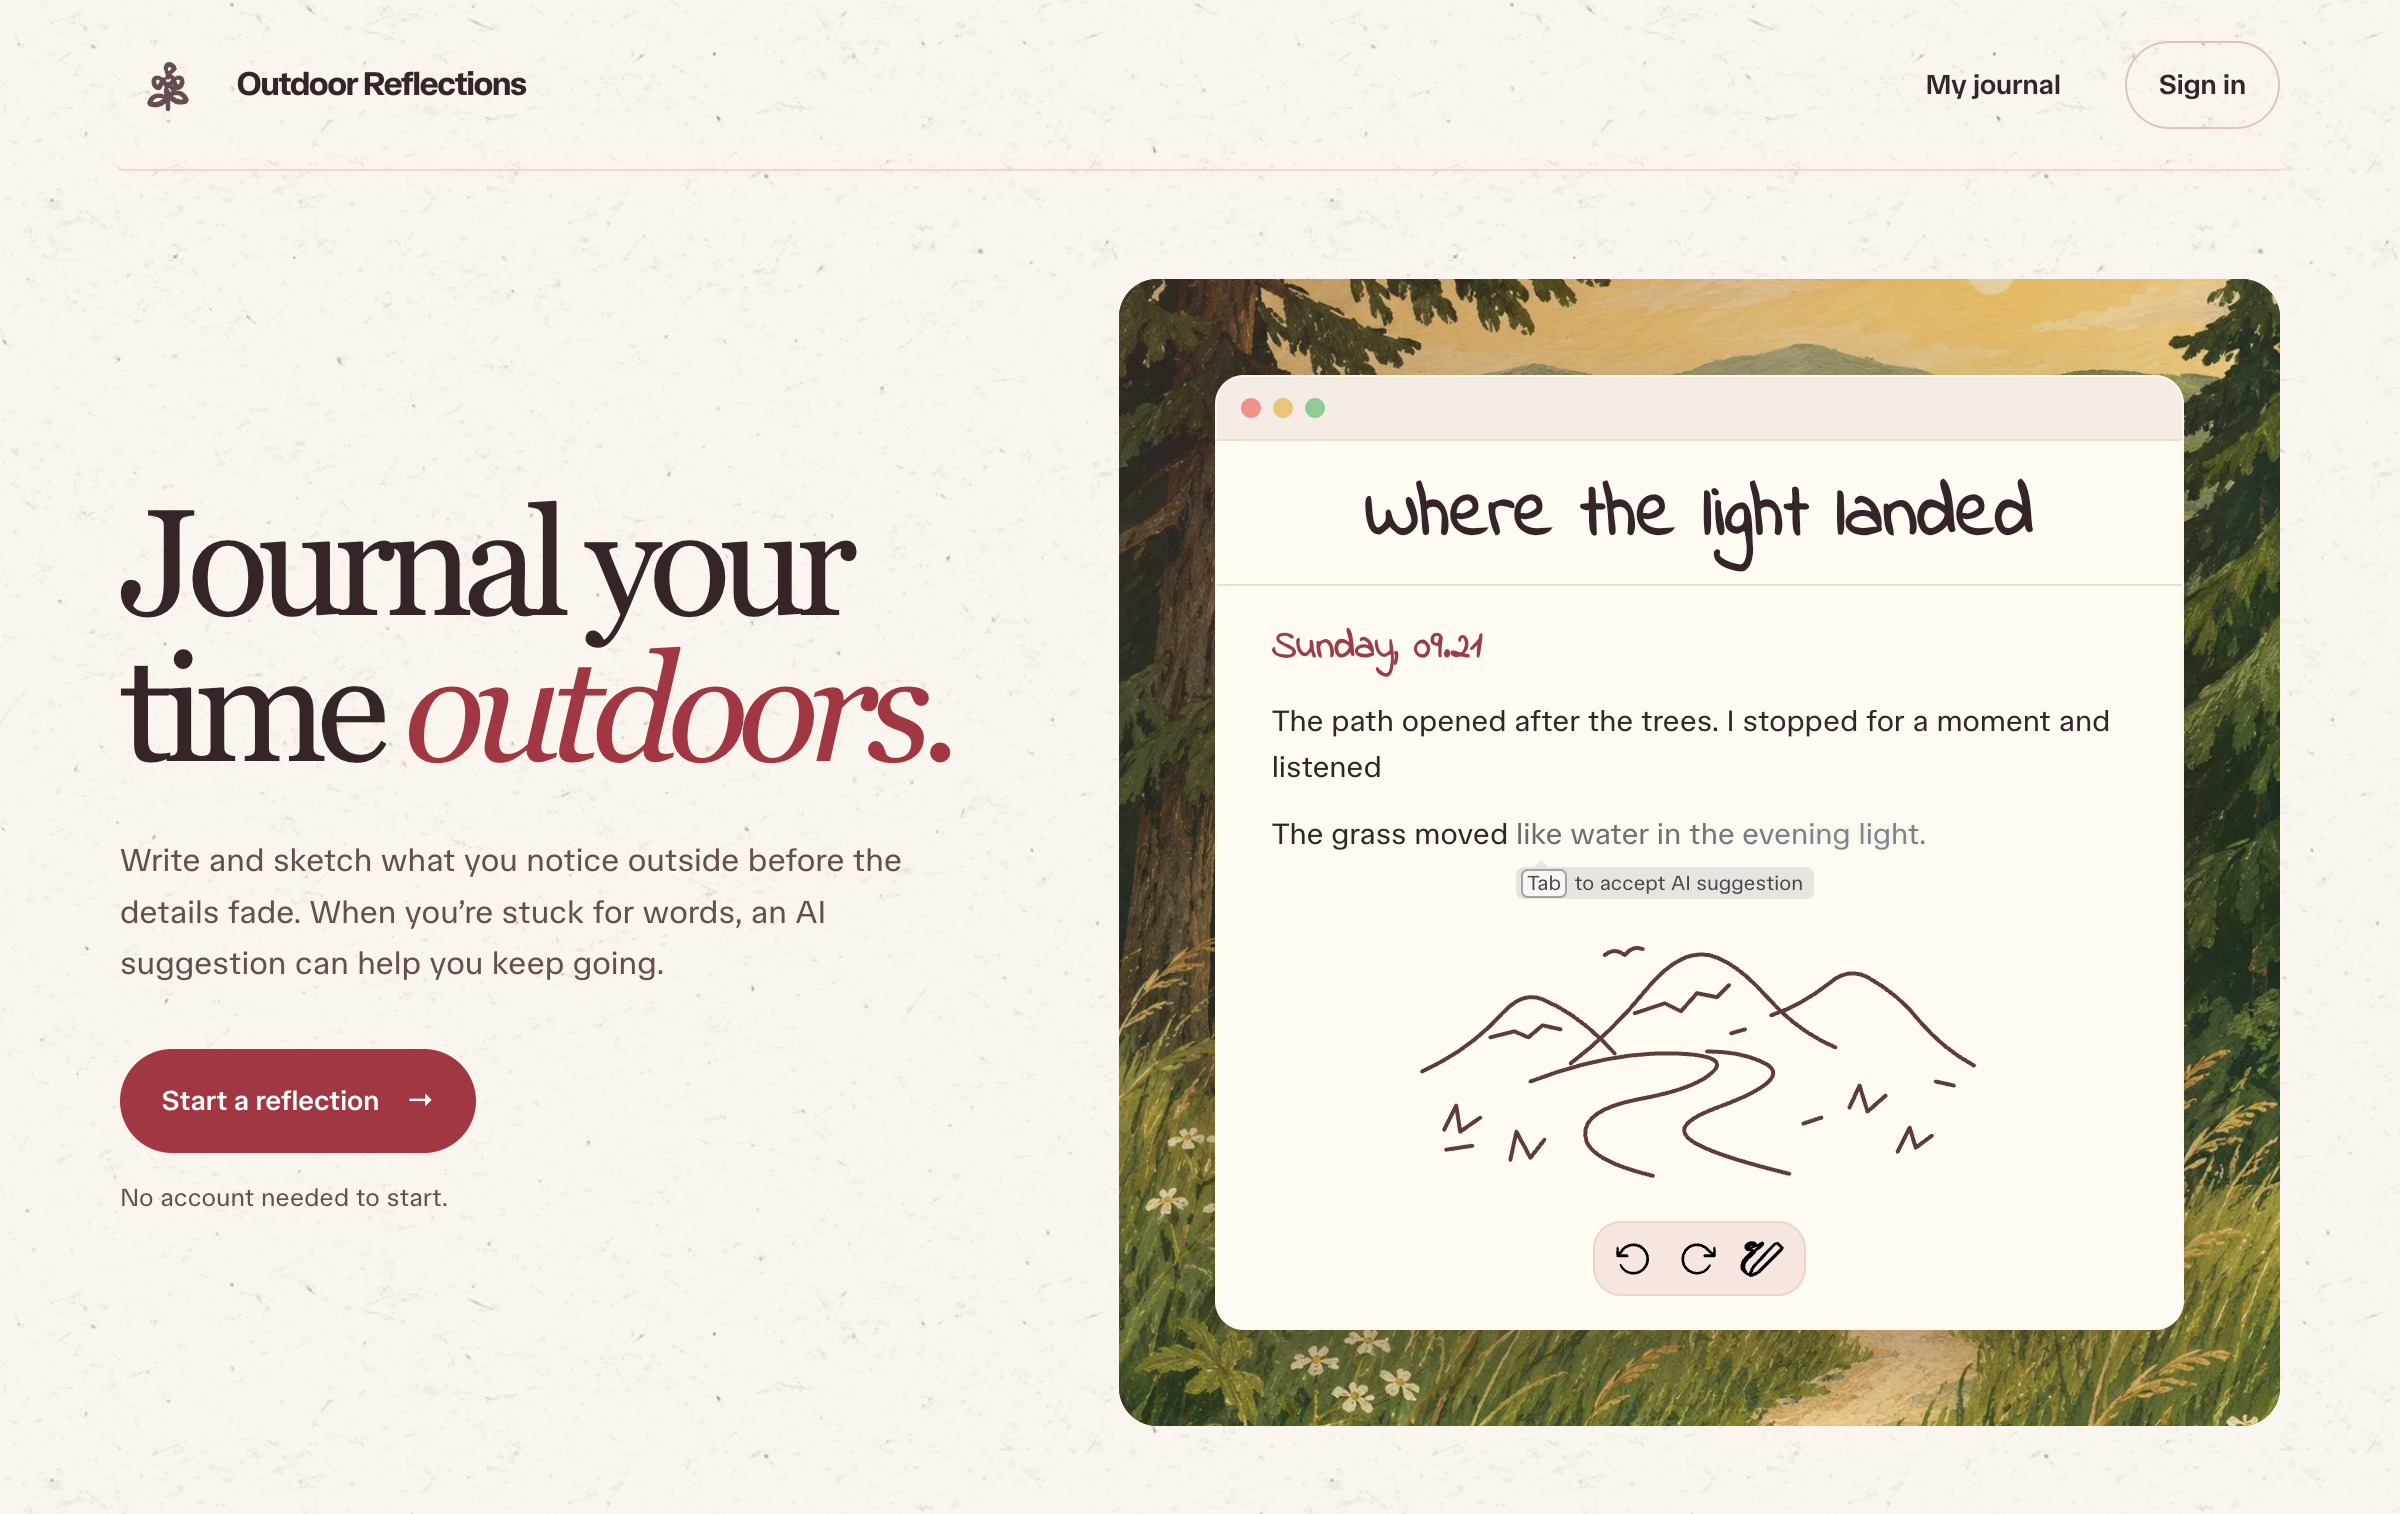 Outdoor Reflections
My journal
Sign in
Journal your
time outdoors.
Write and sketch what you notice outside before the
details fade. When you’re stuck for words, an AI
suggestion can help you keep going.
Start a reflection →
No account needed to start.
where the light landed
Sunday, 09.21
The path opened after the trees. I stopped for a moment and
listened
The grass moved like water in the evening light.
Tab to accept AI suggestion